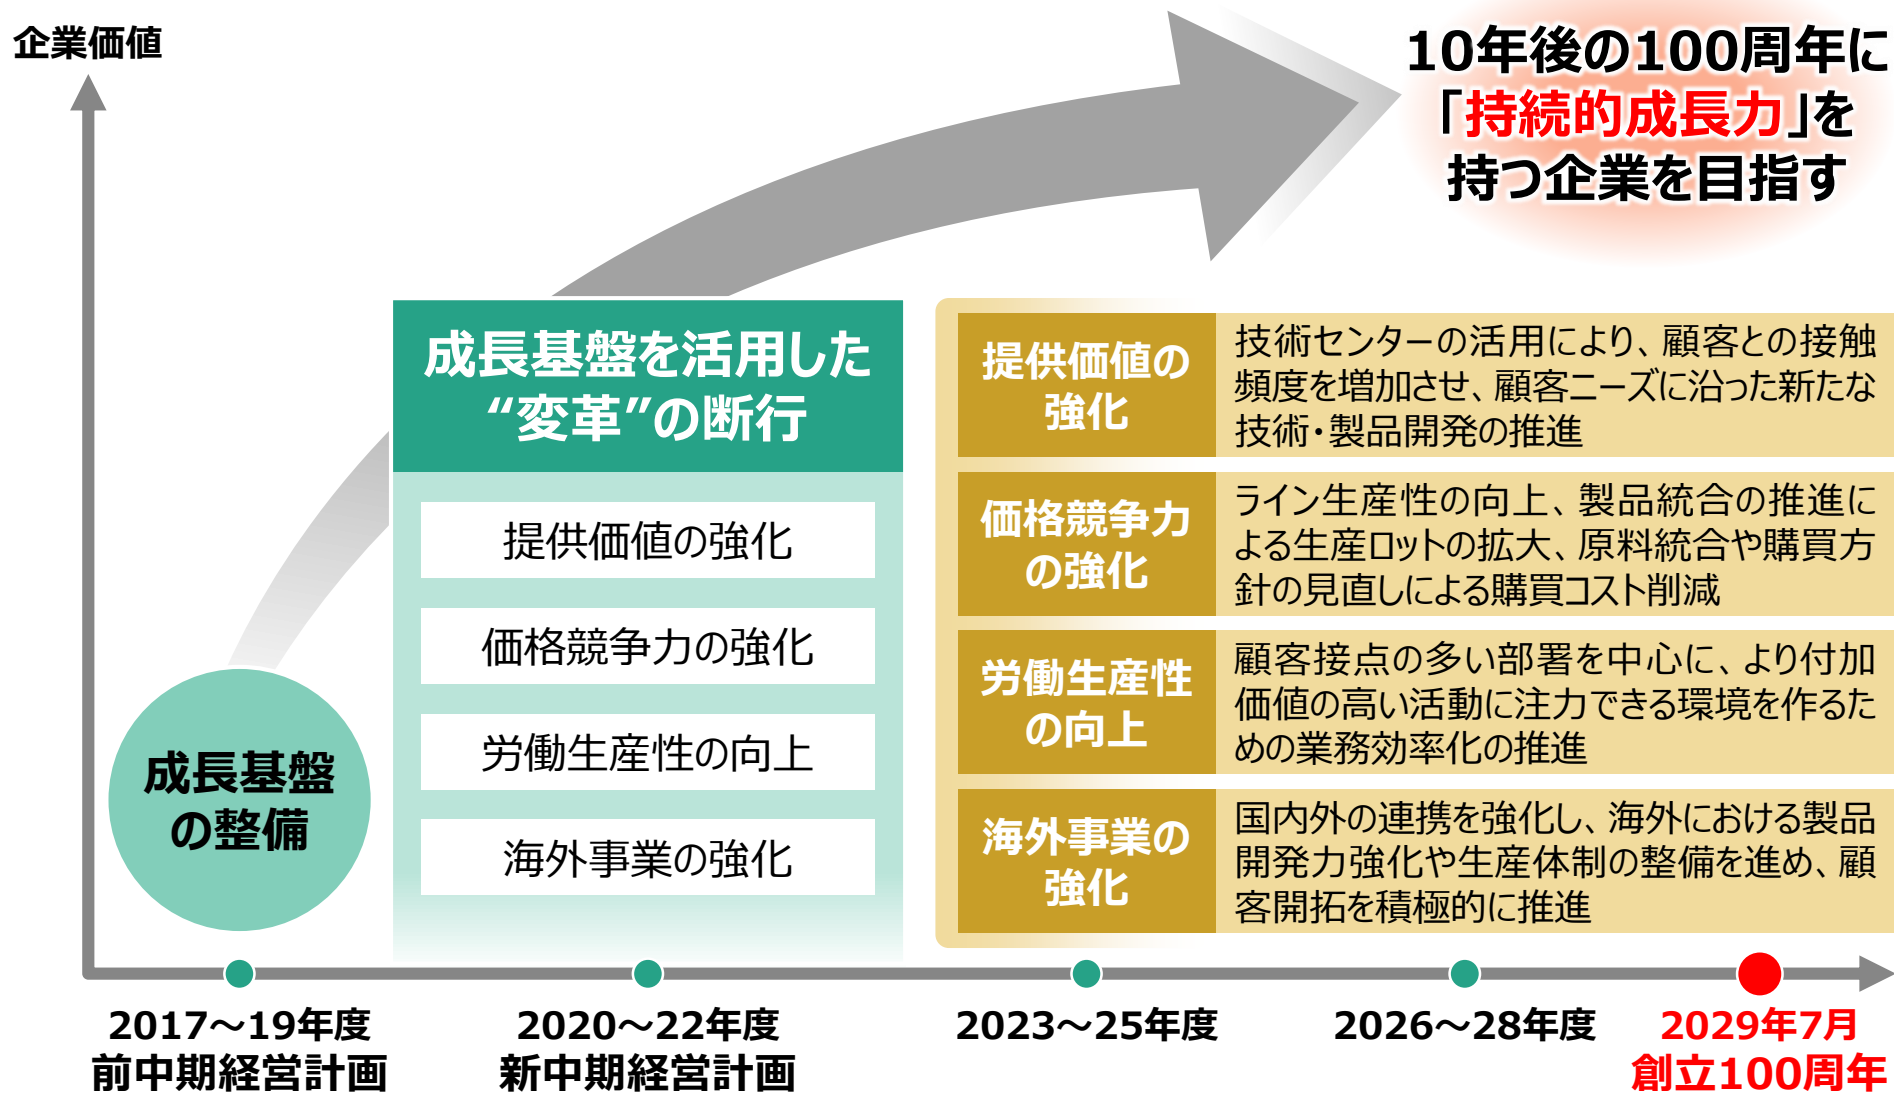 企業価値
10年後の100周年に
「持続的成長力」を
持つ企業を目指す
成長基盤を活用した
“変革”の断行
提供価値の強化
価格競争力の強化
労働生産性の向上
海外事業の強化
成長基盤
の整備
提供価値の
強化
技術センターの活用により、顧客との接触
頻度を増加させ、顧客ニーズに沿った新たな
技術・製品開発の推進
価格競争力
の強化
ライン生産性の向上、製品統合の推進に
よる生産ロットの拡大、原料統合や購買方
針の見直しによる購買コスト削減
労働生産性
の向上
顧客接点の多い部署を中心に、より付加
価値の高い活動に注力できる環境を作るた
めの業務効率化の推進
海外事業の
強化
国内外の連携を強化し、海外における製品
開発力強化や生産体制の整備を進め、顧
客開拓を積極的に推進
2017～19年度
前中期経営計画
2020～22年度
新中期経営計画
2023～25年度
2026～28年度
2029年7月
創立100周年